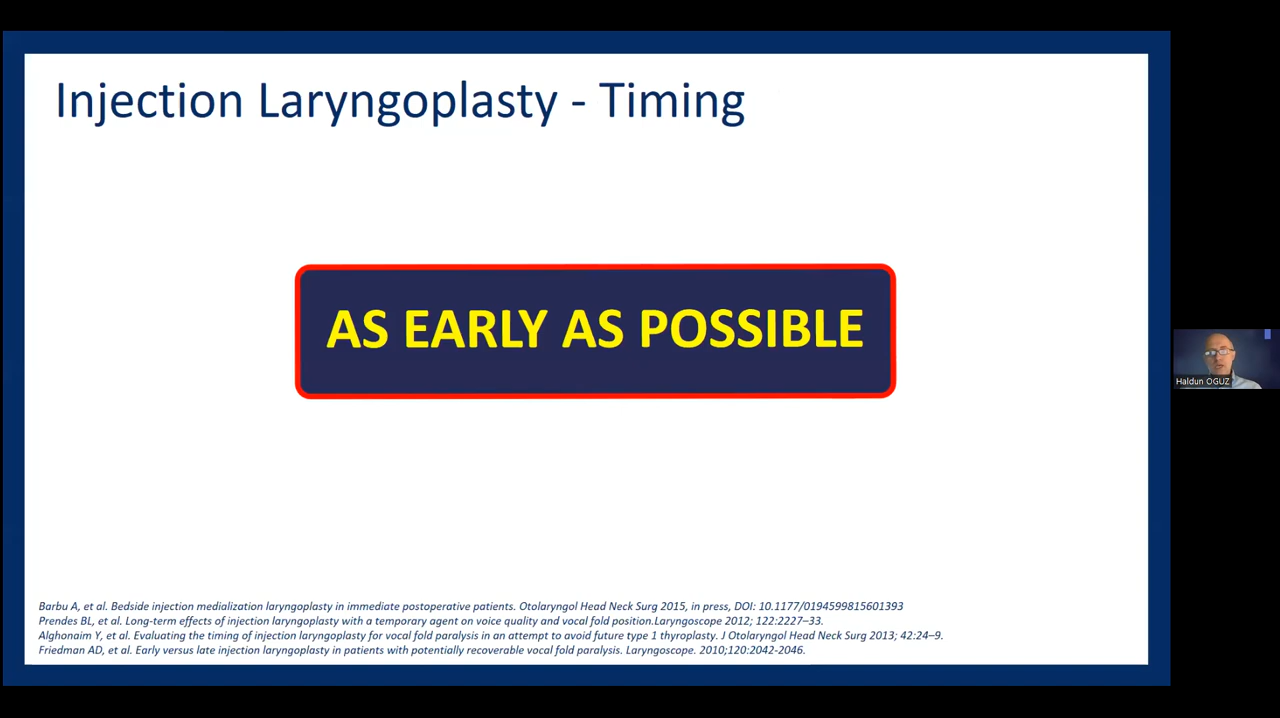 Injection Laryngoplasty - Timing
AS EARLY AS POSSIBLE
Haldun OGUZ
Barbu A, et al. Bedside injection medialization laryngoplasty in immediate postoperative patients. Otolaryngol Head Neck Surg 2015, in press, DOI: 10.1177/0194599815601393
Prendes BL, et al. Long-term effects of injection laryngoplasty with a temporary agent on voice quality and vocal fold position.Laryngoscope 2012; 122:2227–33.
Alghonaim Y, et al. Evaluating the timing of injection laryngoplasty for vocal fold paralysis in an attempt to avoid future type 1 thyroplasty. J Otolaryngol Head Neck Surg 2013; 42:24–9.
Friedman AD, et al. Early versus late injection laryngoplasty in patients with potentially recoverable vocal fold paralysis. Laryngoscope. 2010;120:2042-2046.